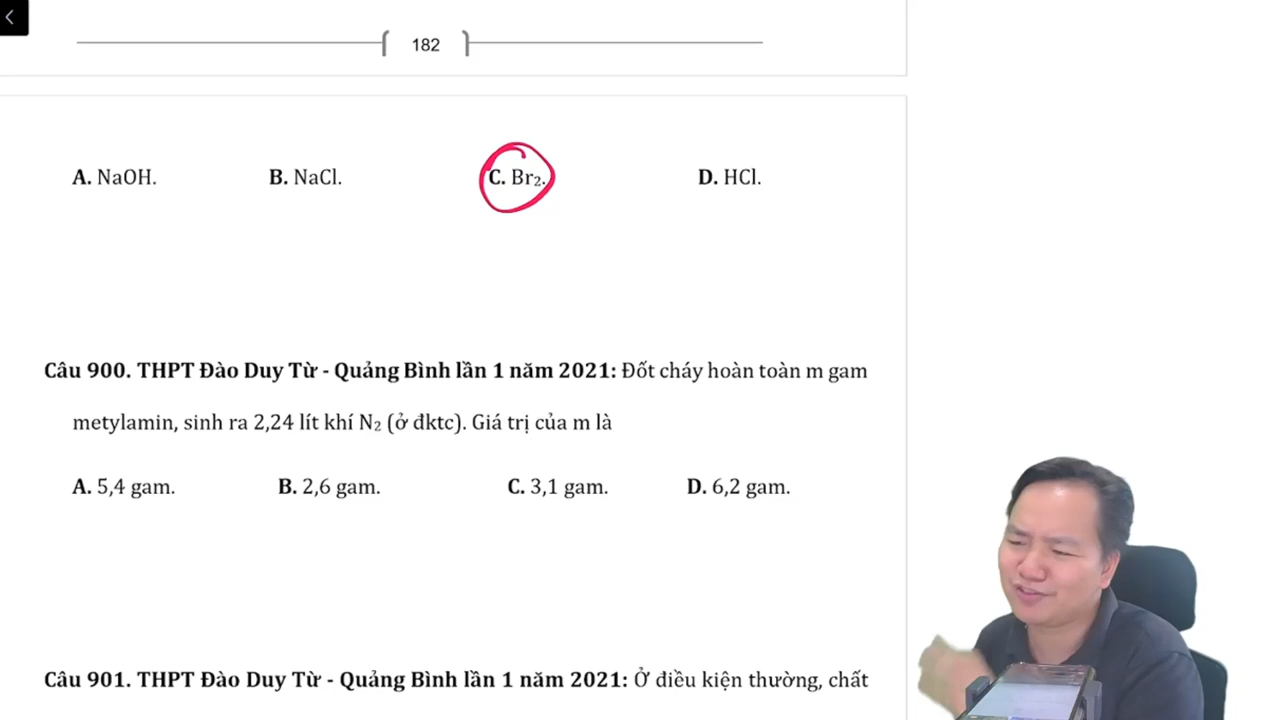 182
A. NaOH. B. NaCl. C. Br₂. D. HCl.
Câu 900. THPT Đào Duy Từ - Quảng Bình lần 1 năm 2021: Đốt cháy hoàn toàn m gam
metylamin, sinh ra 2,24 lít khí N₂ (ở đktc). Giá trị của m là
A. 5,4 gam. B. 2,6 gam. C. 3,1 gam. D. 6,2 gam.
Câu 901. THPT Đào Duy Từ - Quảng Bình lần 1 năm 2021: Ở điều kiện thường, chất